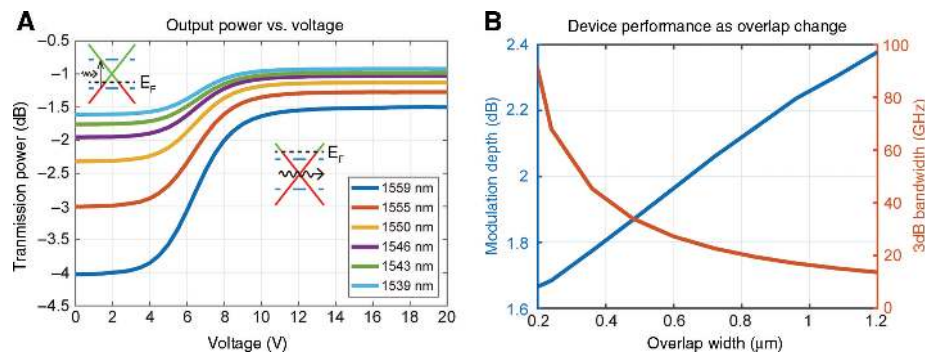 A
Output power vs. voltage
−0.5
−1
−1.5
−2
−2.5
−3
−3.5
−4
−4.5
Tranmission power (dB)
E_F
E_F
1559 nm
1555 nm
1550 nm
1546 nm
1543 nm
1539 nm
0 2 4 6 8 10 12 14 16 18 20
Voltage (V)
B
Device performance as overlap change
2.4
2.2
2
1.8
1.6
Modulation depth (dB)
100
80
60
40
20
0
3dB bandwidth (GHz)
0.2 0.4 0.6 0.8 1 1.2
Overlap width (μm)